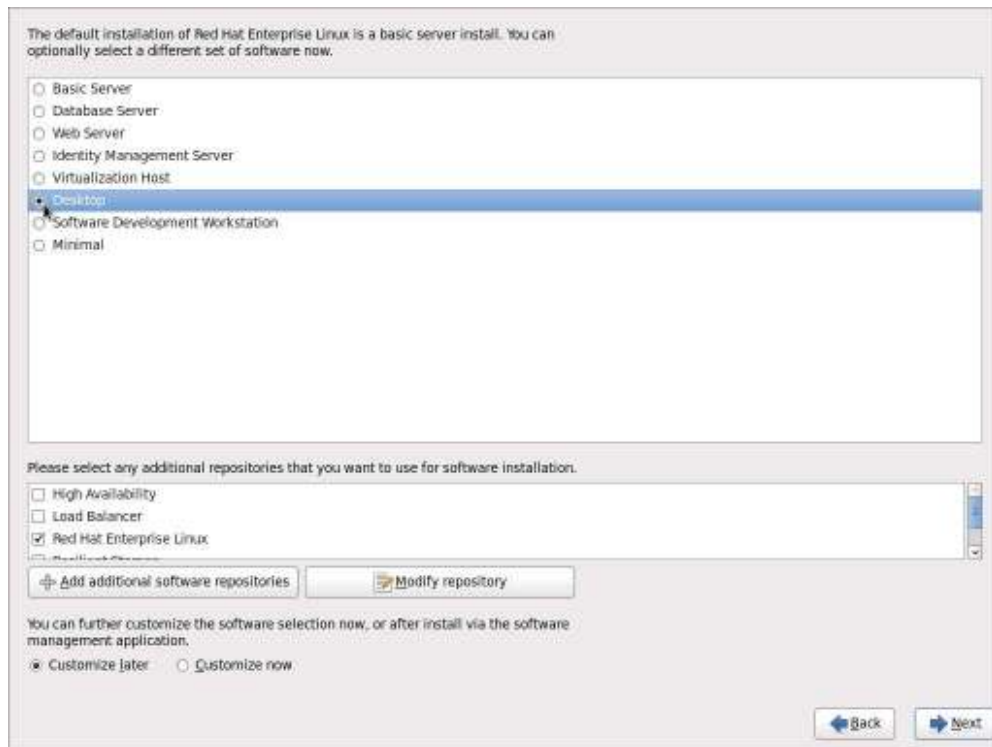 The default installation of Red Hat Enterprise Linux is a basic server install. You can
optionally select a different set of software now.
Basic Server
Database Server
Web Server
Identity Management Server
Virtualization Host
Desktop
Software Development Workstation
Minimal
Please select any additional repositories that you want to use for software installation.
High Availability
Load Balancer
Red Hat Enterprise Linux
Add additional software repositories
Modify repository
You can further customize the software selection now, or after install via the software
management application.
Customize later
Customize now
Back
Next